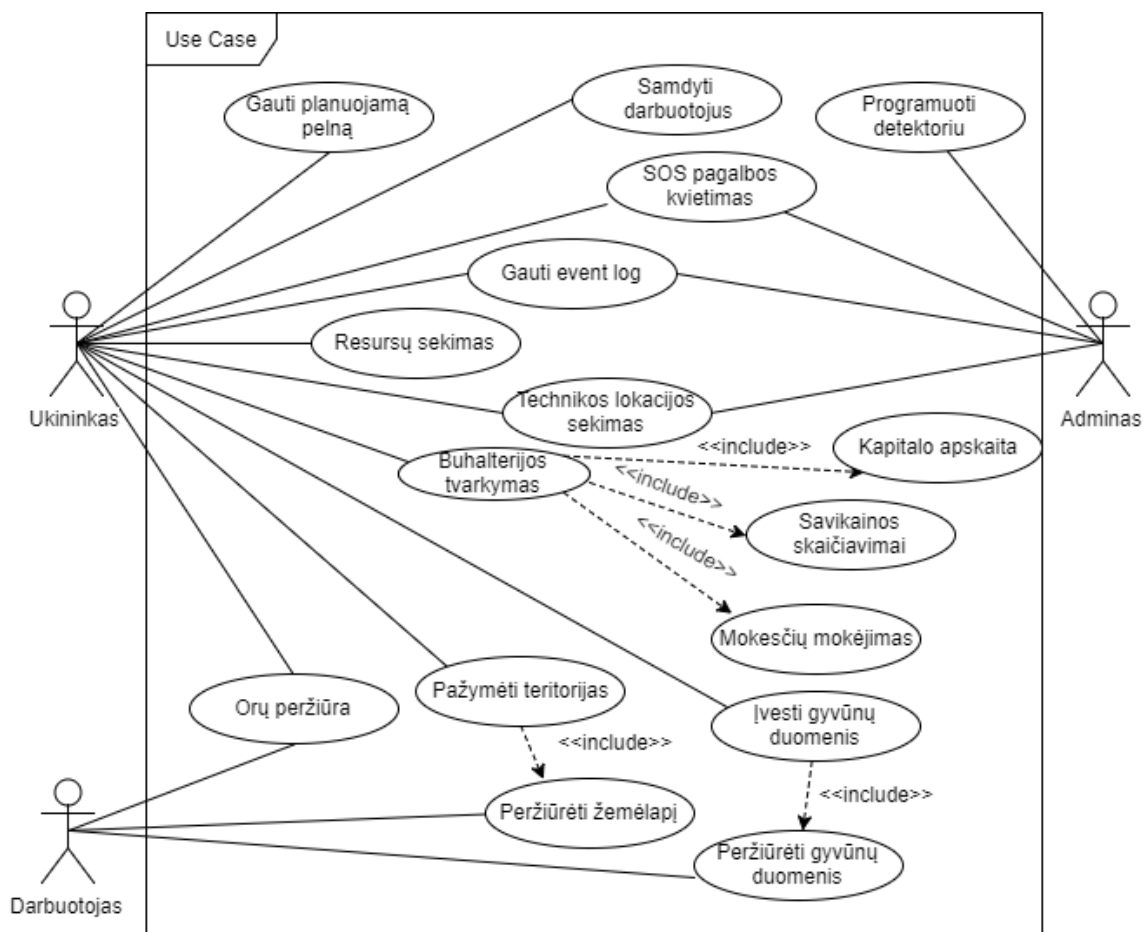 Use Case
Gauti planuojamą
pelną
Samdyti
darbuotojus
Programuoti
detektoriu
SOS pagalbos
kvietimas
Gauti event log
Resursų sekimas
Ukininkas
Adminas
Technikos lokacijos
sekimas
<<include>>
Kapitalo apskaita
Buhalterijos
tvarkymas
<<include>>
Savikainos
skaičiavimai
<<include>>
Mokesčių mokėjimas
Pažymėti teritorijas
Orų peržiūra
Įvesti gyvūnų
duomenis
<<include>>
<<include>>
Peržiūrėti žemėlapį
Peržiūrėti gyvūnų
duomenis
Darbuotojas